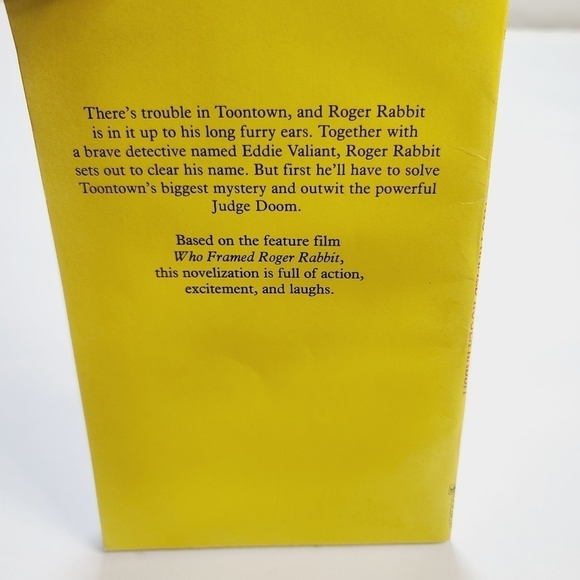 There's trouble in Toontown, and Roger Rabbit
is in it up to his long furry ears. Together with
a brave detective named Eddie Valiant, Roger Rabbit
sets out to clear his name. But first he'll have to solve
Toontown's biggest mystery and outwit the powerful
Judge Doom.
Based on the feature film
Who Framed Roger Rabbit,
this novelization is full of action,
excitement, and laughs.